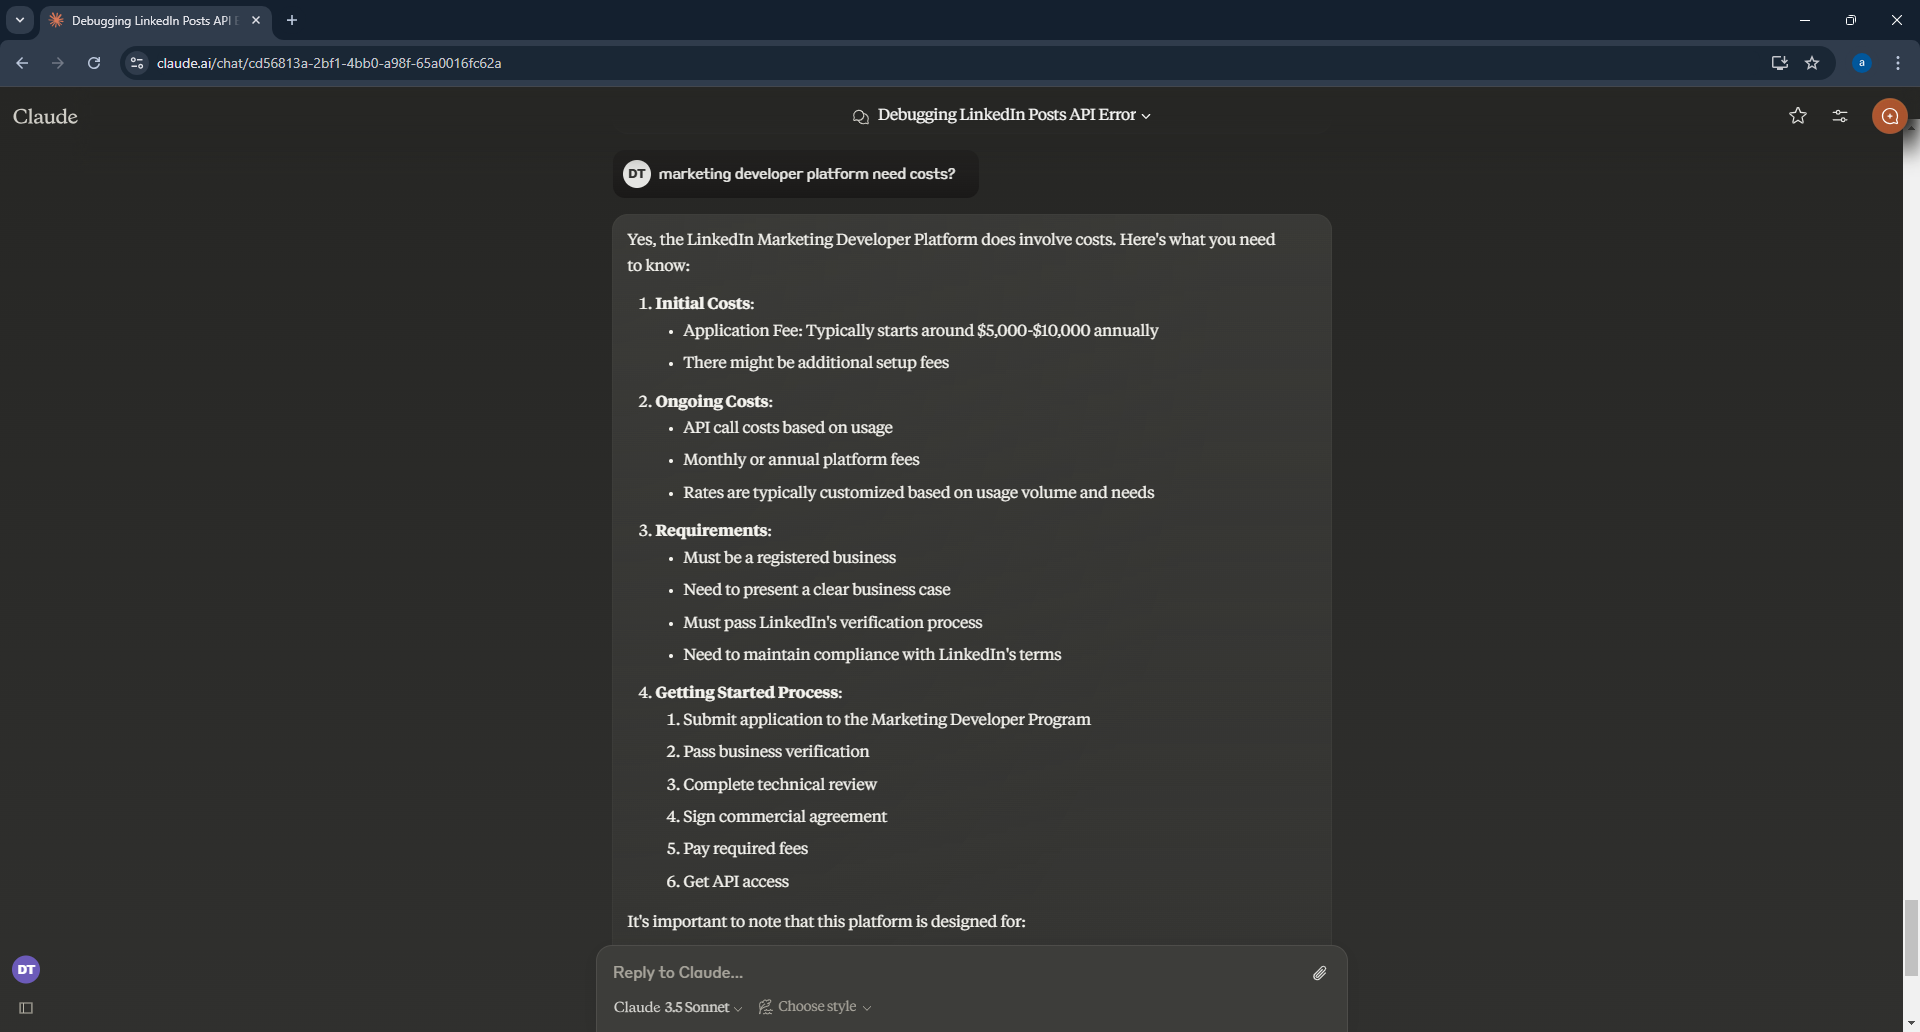 Debugging LinkedIn Posts API
claude.ai/chat/cd56813a-2bf1-4bb0-a98f-65a0016fc62a
a
Claude
Debugging LinkedIn Posts API Error
DT marketing developer platform need costs?
Yes, the LinkedIn Marketing Developer Platform does involve costs. Here's what you need
to know:
1. Initial Costs:
• Application Fee: Typically starts around $5,000-$10,000 annually
• There might be additional setup fees
2. Ongoing Costs:
• API call costs based on usage
• Monthly or annual platform fees
• Rates are typically customized based on usage volume and needs
3. Requirements:
• Must be a registered business
• Need to present a clear business case
• Must pass LinkedIn's verification process
• Need to maintain compliance with LinkedIn's terms
4. Getting Started Process:
1. Submit application to the Marketing Developer Program
2. Pass business verification
3. Complete technical review
4. Sign commercial agreement
5. Pay required fees
6. Get API access
It's important to note that this platform is designed for:
DT
Reply to Claude...
Claude 3.5 Sonnet Choose style